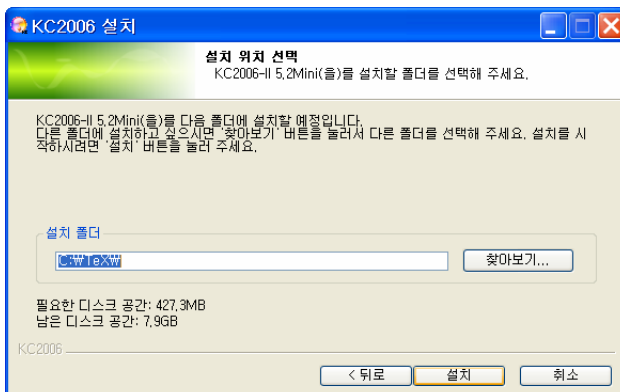 KC2006 설치
설치 위치 선택
KC2006-II 5.2Mini(을)를 설치할 폴더를 선택해 주세요.
KC2006-II 5.2Mini(을)를 다음 폴더에 설치할 예정입니다.
다른 폴더에 설치하고 싶으시면 '찾아보기' 버튼을 눌러서 다른 폴더를 선택해 주세요. 설치를 시
작하시려면 '설치' 버튼을 눌러 주세요.
설치 폴더
C:₩TeX₩
찾아보기...
필요한 디스크 공간: 427.3MB
남은 디스크 공간: 7.9GB
KC2006
< 뒤로
설치
취소